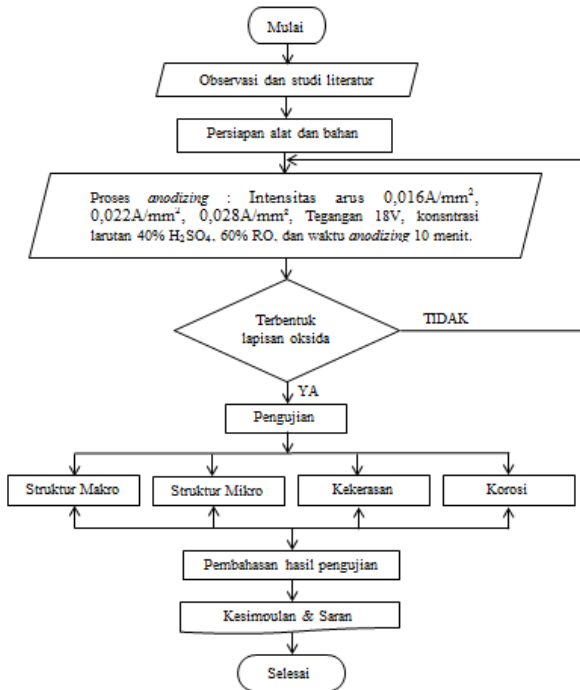 Mulai
Observasi dan studi literatur
Persiapan alat dan bahan
Proses anodizing : Intensitas arus 0,016A/mm²,
0,022A/mm², 0,028A/mm², Tegangan 18V, konsntrasi
larutan 40% H₂SO₄, 60% RO, dan waktu anodizing 10 menit.
Terbentuk
lapisan oksida
TIDAK
YA
Pengujian
Struktur Makro
Struktur Mikro
Kekerasan
Korosi
Pembahasan hasil pengujian
Kesimpulan & Saran
Selesai